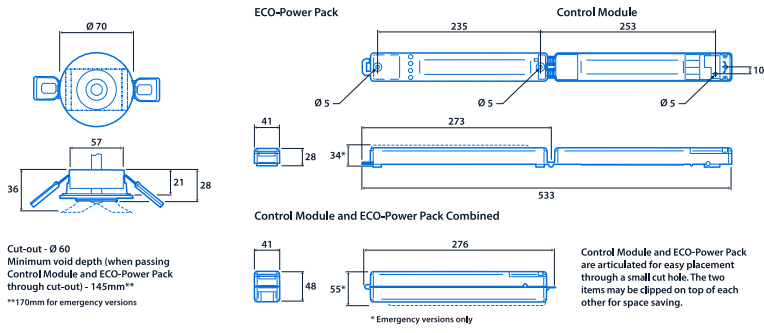 ECO-Power Pack
Control Module
Ø 70
235
253
10
Ø 5
Ø 5
Ø 5
57
36
21
28
41
28
34*
273
533
Control Module and ECO-Power Pack Combined
41
48
276
55*
* Emergency versions only
Cut-out - Ø 60
Minimum void depth (when passing
Control Module and ECO-Power Pack
through cut-out) - 145mm**
**170mm for emergency versions
Control Module and ECO-Power Pack
are articulated for easy placement
through a small cut hole. The two
items may be clipped on top of each
other for space saving.